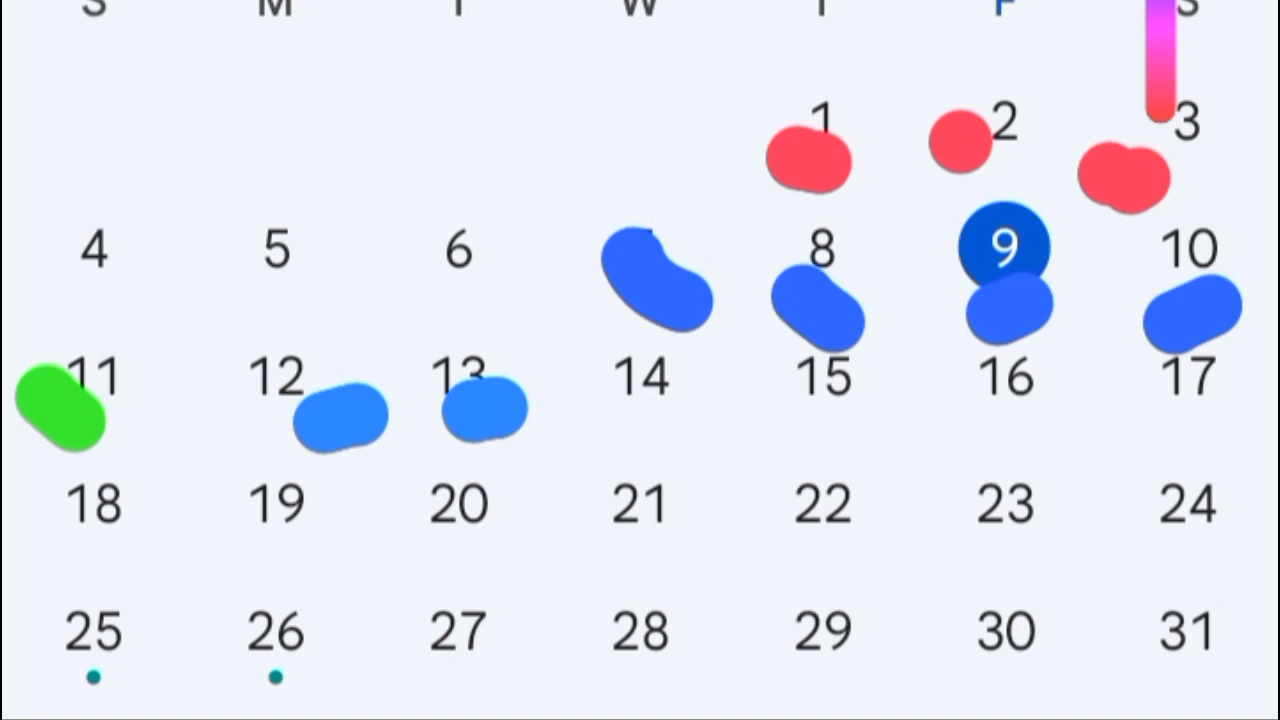 S M T W T F S
1 2 3
4 5 6 8 9 10
11 12 13 14 15 16 17
18 19 20 21 22 23 24
25 26 27 28 29 30 31